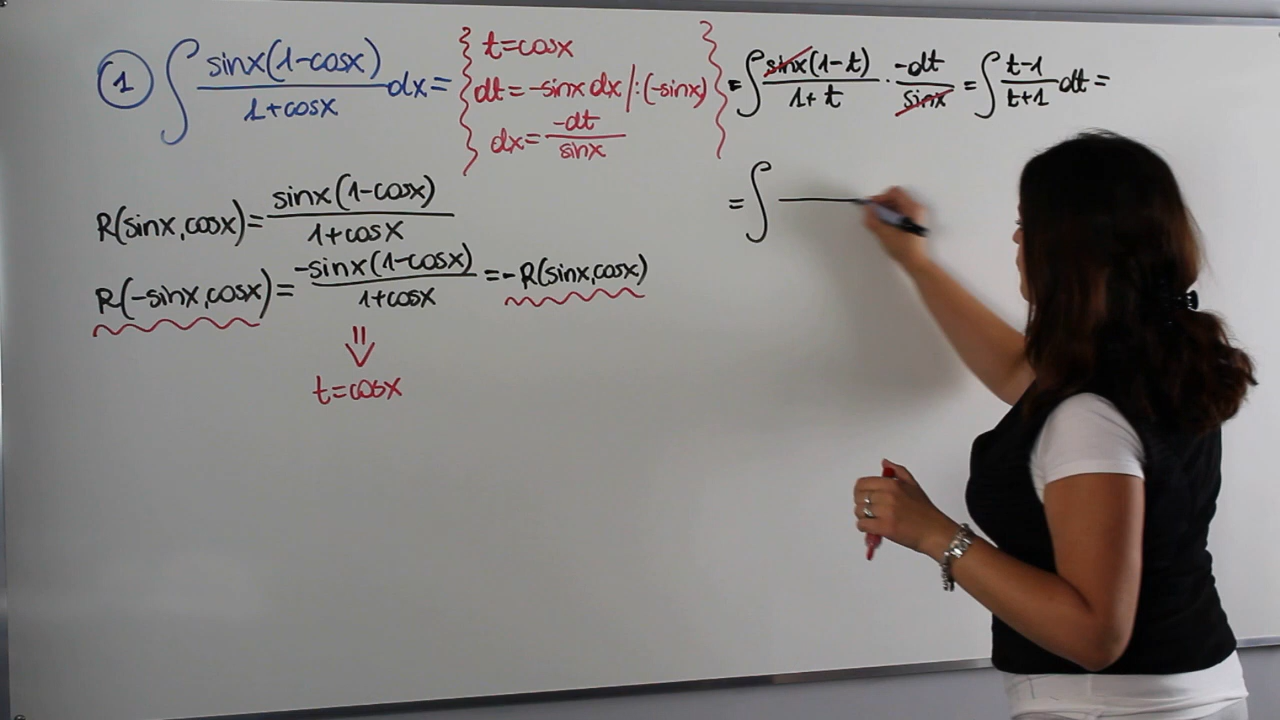 ① ∫ sinx(1-cosx)/1+cosx dx = { t=cosx dt=-sinx dx /:(-sinx) dx=-dt/sinx } = ∫ sinx(1-t)/1+t · -dt/sinx = ∫ t-1/t+1 dt =
= ∫
R(sinx,cosx)= sinx(1-cosx)/1+cosx
R(-sinx,cosx)= -sinx(1-cosx)/1+cosx =-R(sinx,cosx)
⇓
t=cosx